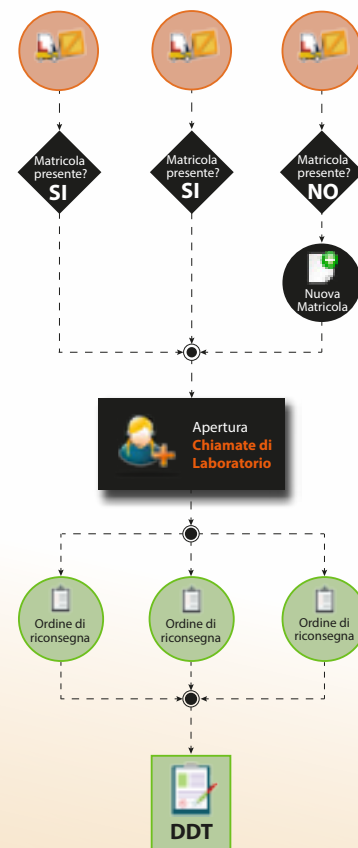 Matricola
presente?
SI
Matricola
presente?
SI
Matricola
presente?
NO
Nuova
Matricola
Apertura
Chiamate di
Laboratorio
Ordine di
riconsegna
Ordine di
riconsegna
Ordine di
riconsegna
DDT